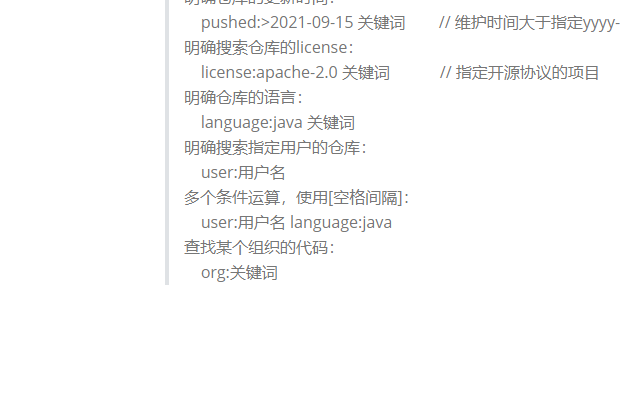 pushed:>2021-09-15 关键词 // 维护时间大于指定yyyy-
明确搜索仓库的license：
license:apache-2.0 关键词 // 指定开源协议的项目
明确仓库的语言：
language:java 关键词
明确搜索指定用户的仓库：
user:用户名
多个条件运算，使用[空格间隔]：
user:用户名 language:java
查找某个组织的代码：
org:关键词